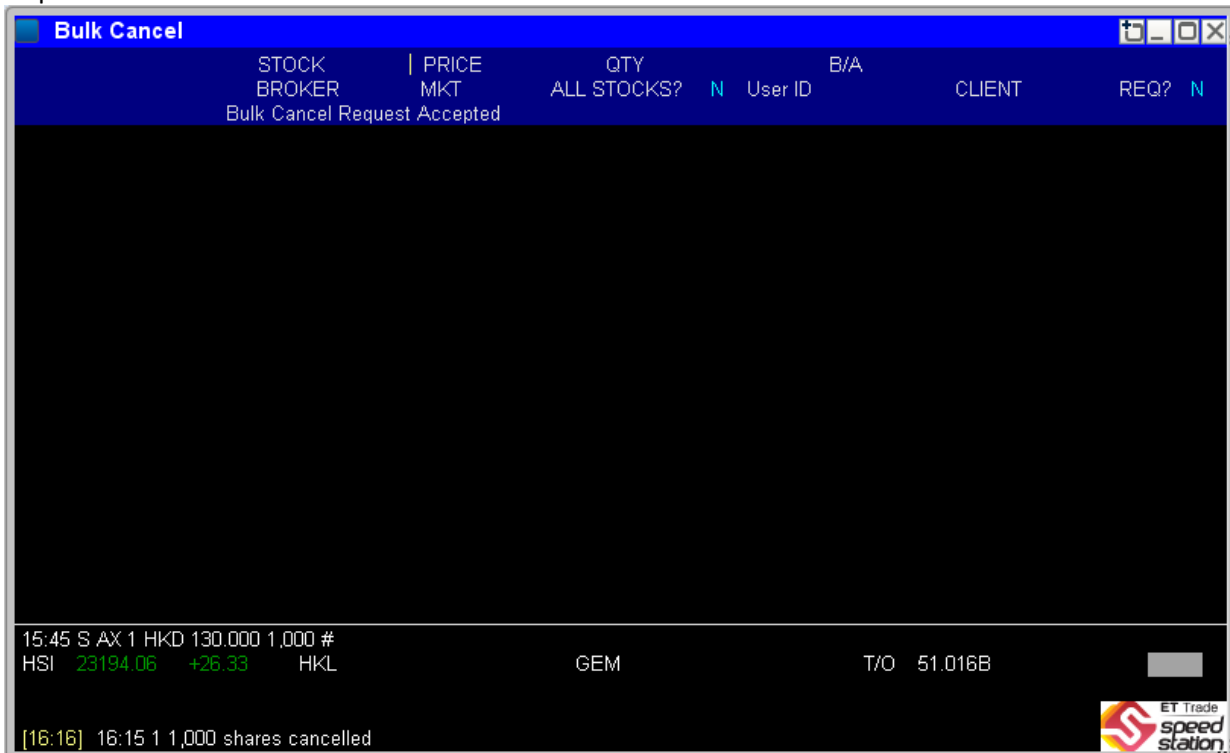 Bulk Cancel
STOCK PRICE QTY B/A
BROKER MKT ALL STOCKS? N User ID CLIENT REQ? N
Bulk Cancel Request Accepted
15:45 S AX 1 HKD 130.000 1,000 #
HSI 23194.06 +26.33 HKL GEM T/O 51.016B
ET Trade
speed
station
[16:16] 16:15 1 1,000 shares cancelled